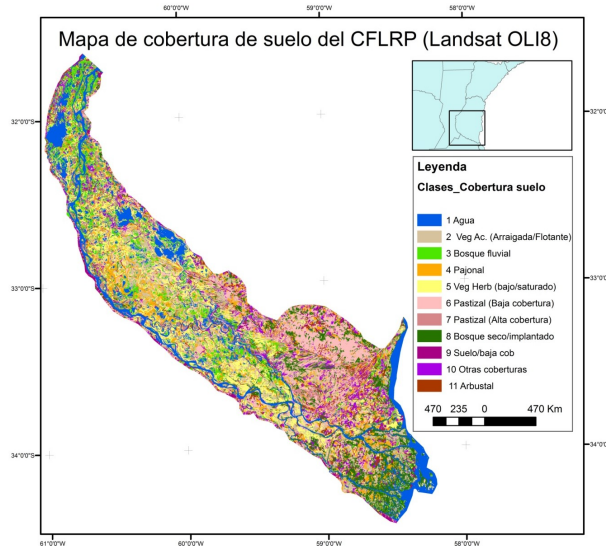 60°0'0"O 59°0'0"O 58°0'0"O
Mapa de cobertura de suelo del CFLRP (Landsat OLI8)
32°0'0"S
32°0'0"S
33°0'0"S
33°0'0"S
34°0'0"S
34°0'0"S
Leyenda
Clases_Cobertura suelo
1 Agua
2 Veg Ac. (Arraigada/Flotante)
3 Bosque fluvial
4 Pajonal
5 Veg Herb (bajo/saturado)
6 Pastizal (Baja cobertura)
7 Pastizal (Alta cobertura)
8 Bosque seco/implantado
9 Suelo/baja cob
10 Otras coberturas
11 Arbustal
470 235 0 470 Km
61°0'0"O 60°0'0"O 59°0'0"O 58°0'0"O